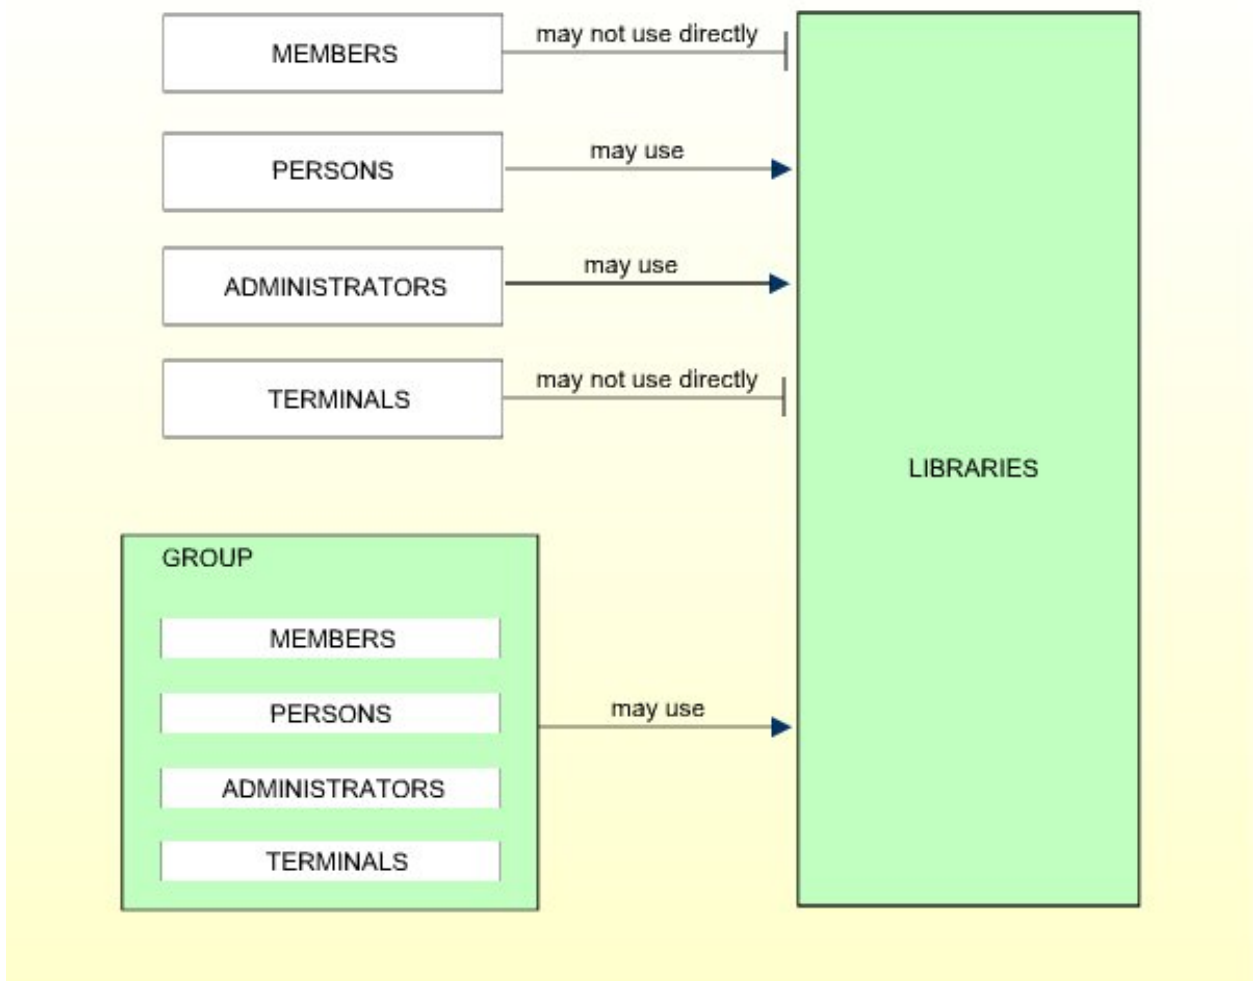 MEMBERS
may not use directly
PERSONS
may use
ADMINISTRATORS
may use
TERMINALS
may not use directly
LIBRARIES
GROUP
MEMBERS
PERSONS
ADMINISTRATORS
TERMINALS
may use